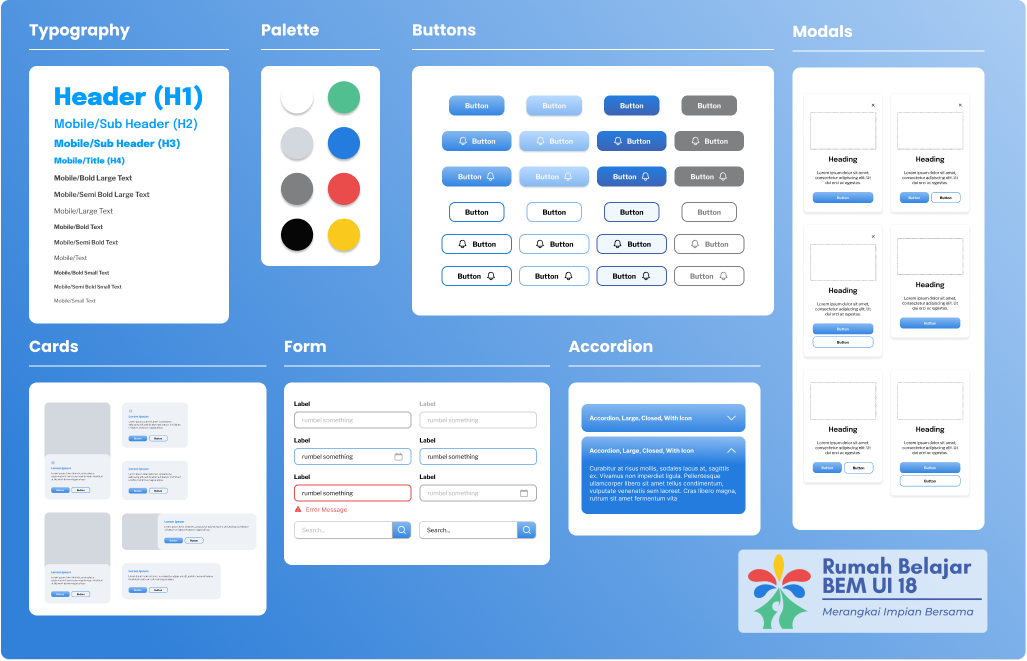 Typography
Header (H1)
Mobile/Sub Header (H2)
Mobile/Sub Header (H3)
Mobile/Title (H4)
Mobile/Bold Large Text
Mobile/Semi Bold Large Text
Mobile/Large Text
Mobile/Bold Text
Mobile/Semi Bold Text
Mobile/Text
Mobile/Bold Small Text
Mobile/Semi Bold Small Text
Mobile/Small Text
Palette
Buttons
Button Button Button Button
Button Button Button Button
Button Button Button Button
Button Button Button Button
Button Button Button Button
Button Button Button Button
Modals
Heading
Lorem ipsum dolor sit amet,
consectetur adipiscing elit. Ut
dui orci ac egestas.
Button
Heading
Lorem ipsum dolor sit amet,
consectetur adipiscing elit. Ut
dui orci ac egestas.
Button Button
Heading
Lorem ipsum dolor sit amet,
consectetur adipiscing elit. Ut
dui orci ac egestas.
Button
Button
Heading
Lorem ipsum dolor sit amet,
consectetur adipiscing elit. Ut
dui orci ac egestas.
Button
Heading
Lorem ipsum dolor sit amet,
consectetur adipiscing elit. Ut
dui orci ac egestas.
Button Button
Heading
Lorem ipsum dolor sit amet,
consectetur adipiscing elit. Ut
dui orci ac egestas.
Button
Button
Cards
Lorem Ipsum
Button Button
Lorem Ipsum
Button Button
Lorem Ipsum
Button Button
Lorem Ipsum
Button Button
Lorem Ipsum
Button Button
Lorem Ipsum
Button Button
Form
Label Label
rumbel something rumbel something
Label Label
rumbel something rumbel something
Label Label
rumbel something rumbel something
Error Message
Search... Search...
Accordion
Accordion, Large, Closed, With Icon
Accordion, Large, Closed, With Icon
Curabitur at risus mollis, sodales lacus at, sagittis
ex. Vivamus non imperdiet ligula. Pellentesque
ullamcorper libero sit amet tellus condimentum,
vulputate venenatis sem laoreet. Cras libero magna,
rutrum sit amet fermentum vita
Rumah Belajar
BEM UI 18
Merangkai Impian Bersama